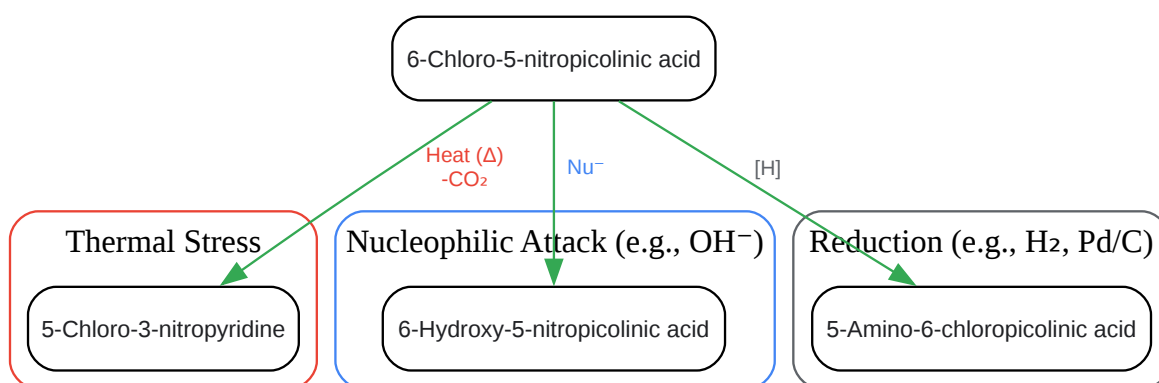 6-Chloro-5-nitropicolinic acid
Heat (Δ)
-CO₂
Nu⁻
[H]
Thermal Stress
Nucleophilic Attack (e.g., OH⁻)
Reduction (e.g., H₂, Pd/C)
5-Chloro-3-nitropyridine
6-Hydroxy-5-nitropicolinic acid
5-Amino-6-chloropicolinic acid